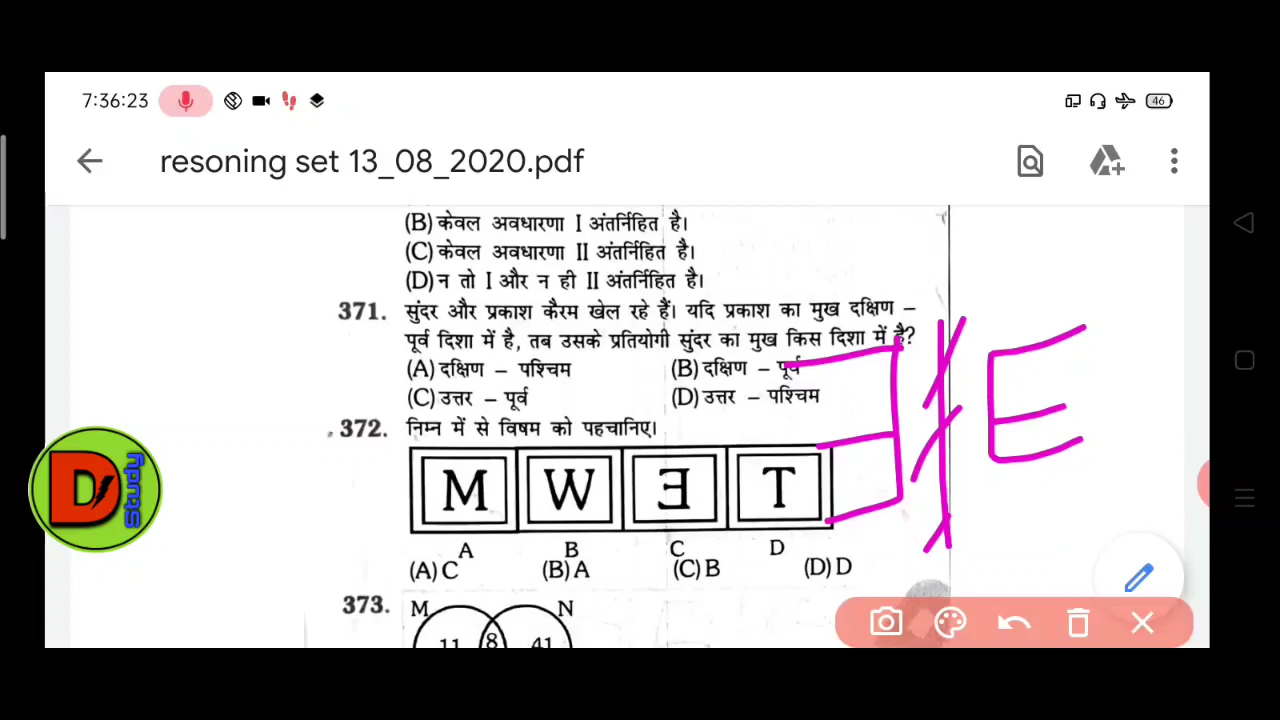 7:36:23
46
resoning set 13_08_2020.pdf
(B) केवल अवधारणा I अंतर्निहित है।
(C) केवल अवधारणा II अंतर्निहित है।
(D) न तो I और न ही II अंतर्निहित है।
371. सुंदर और प्रकाश कैरम खेल रहे हैं। यदि प्रकाश का मुख दक्षिण –
पूर्व दिशा में है, तब उसके प्रतियोगी सुंदर का मुख किस दिशा में है?
(A) दक्षिण – पश्चिम (B) दक्षिण – पूर्व
(C) उत्तर – पूर्व (D) उत्तर – पश्चिम
372. निम्न में से विषम को पहचानिए।
M W Ǝ T
A B C D
(A) C (B) A (C) B (D) D
373. M N
11 8 41
Ǝ E
D Study